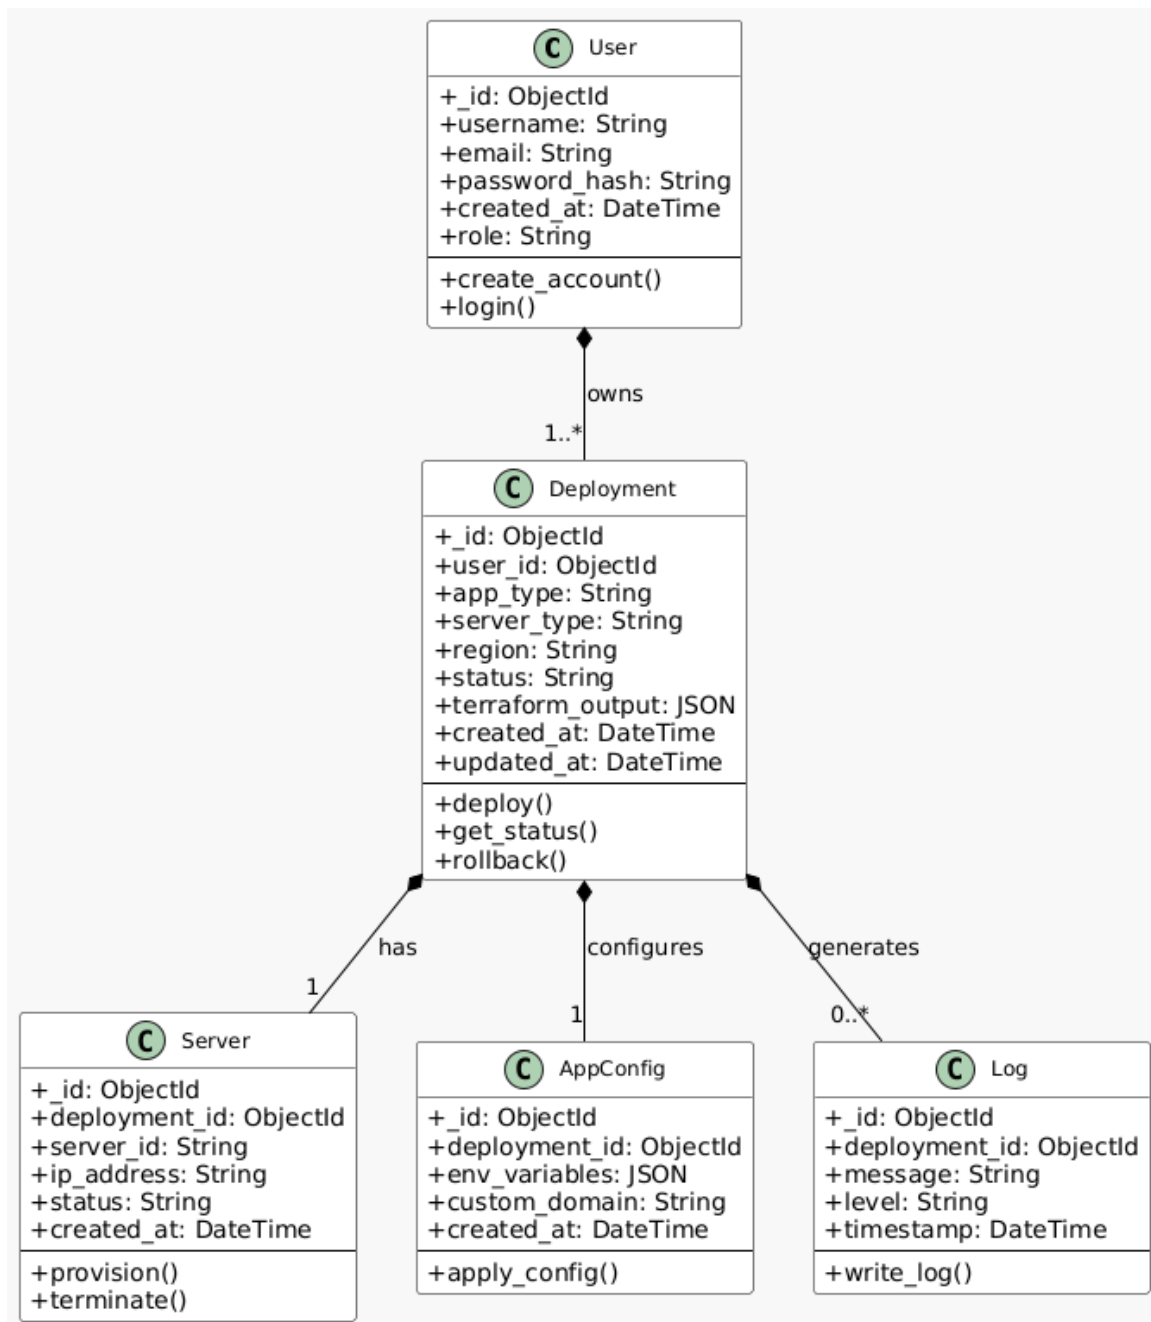 C User
+_id: ObjectId
+username: String
+email: String
+password_hash: String
+created_at: DateTime
+role: String
+create_account()
+login()
owns
1..*
C Deployment
+_id: ObjectId
+user_id: ObjectId
+app_type: String
+server_type: String
+region: String
+status: String
+terraform_output: JSON
+created_at: DateTime
+updated_at: DateTime
+deploy()
+get_status()
+rollback()
has
configures
generates
1
1
0..*
C Server
+_id: ObjectId
+deployment_id: ObjectId
+server_id: String
+ip_address: String
+status: String
+created_at: DateTime
+provision()
+terminate()
C AppConfig
+_id: ObjectId
+deployment_id: ObjectId
+env_variables: JSON
+custom_domain: String
+created_at: DateTime
+apply_config()
C Log
+_id: ObjectId
+deployment_id: ObjectId
+message: String
+level: String
+timestamp: DateTime
+write_log()